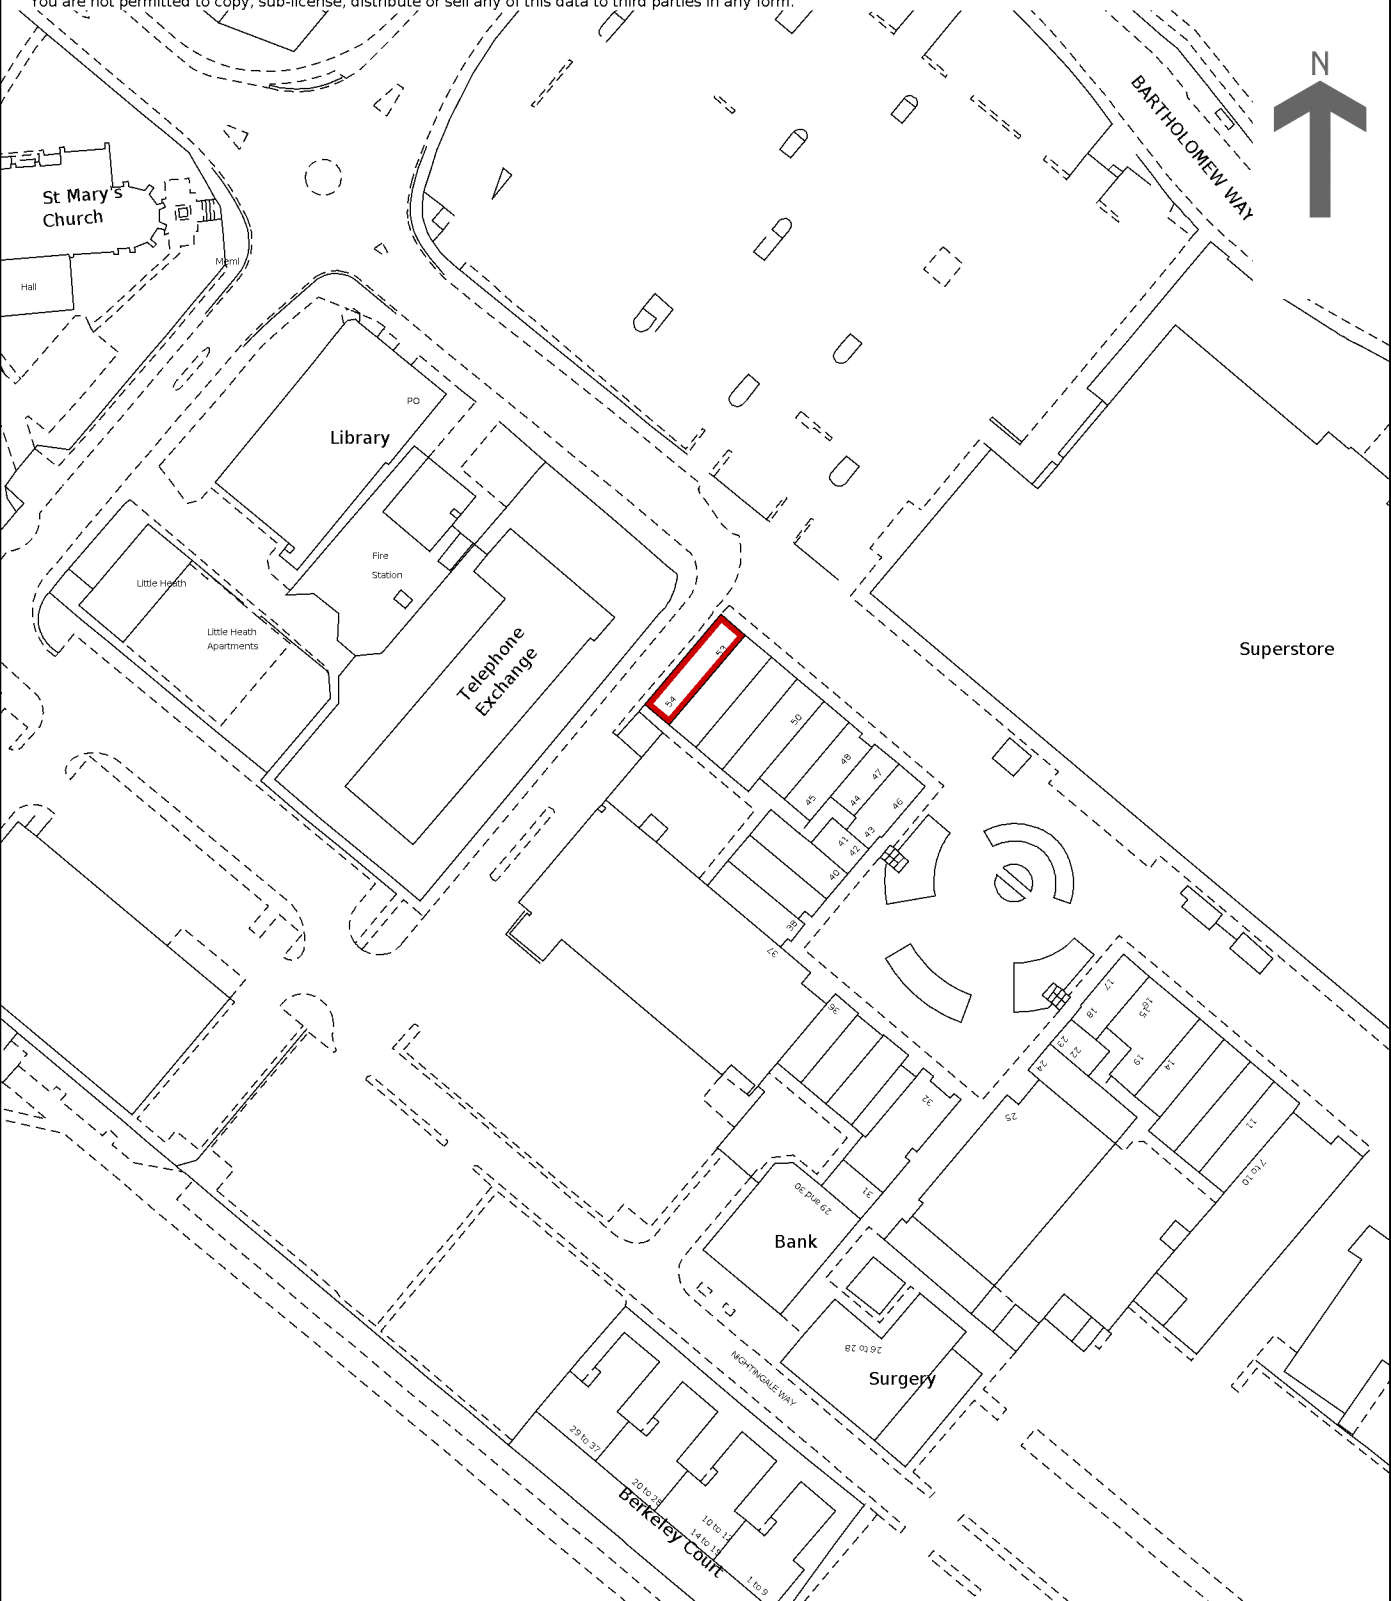 You are not permitted to copy, sub-license, distribute or sell any of this data to third parties in any form.
N
BARTHOLOMEW WAY
St Mary's
Church
Meml
Hall
PO
Library
Fire
Station
Little Heath
Little Heath
Apartments
Telephone
Exchange
Superstore
53
54
50
48
47
45
44
46
43
41
42
40
38
37
36
17
18
16
15
23
22
19
14
24
32
25
11
7 to 10
31
29 and 30
Bank
26 to 28
Surgery
NIGHTINGALE WAY
29 to 37
20 to 28
Berkeley Court
10 to 12
14 to 19
1 to 9